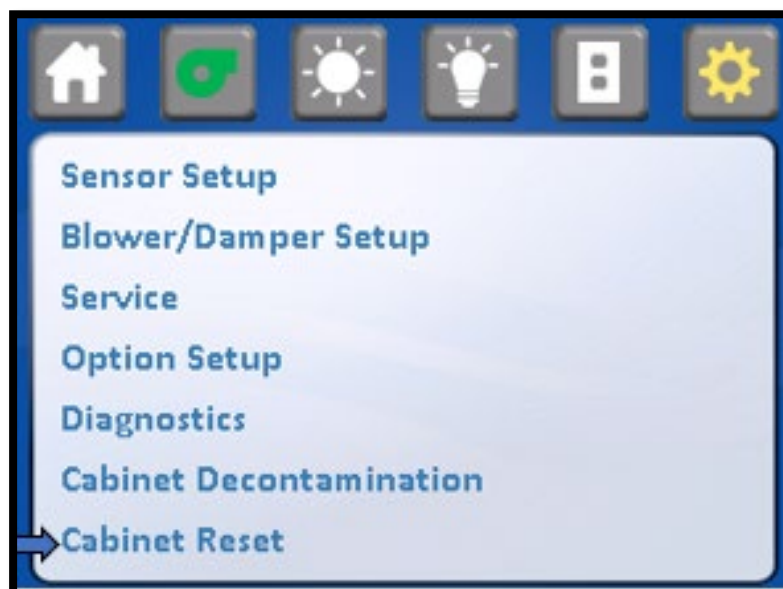 Sensor Setup
Blower/Damper Setup
Service
Option Setup
Diagnostics
Cabinet Decontamination
Cabinet Reset